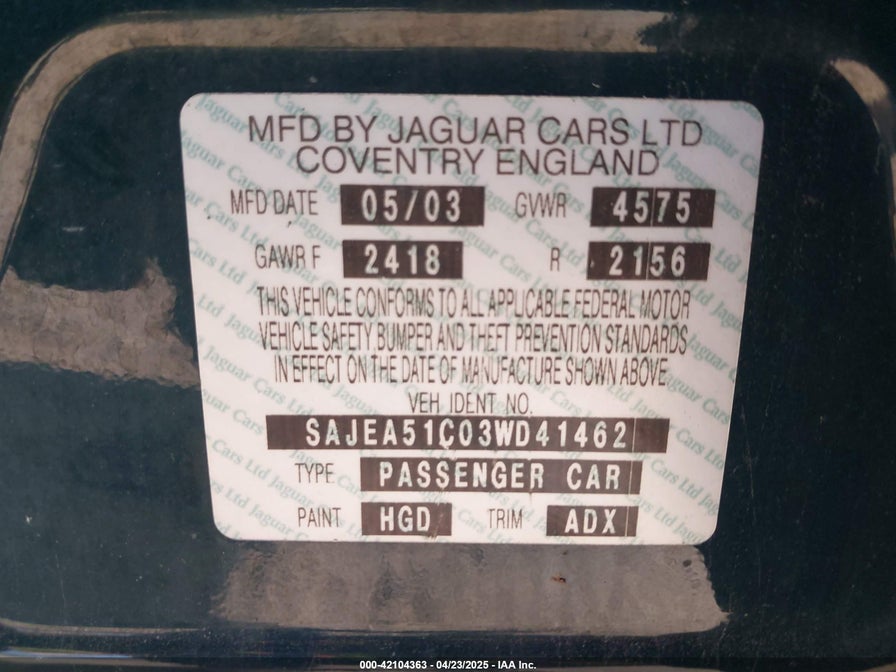 MFD BY JAGUAR CARS LTD
COVENTRY ENGLAND
MFD DATE 05/03 GVWR 4575
GAWR F 2418 R 2156
THIS VEHICLE CONFORMS TO ALL APPLICABLE FEDERAL MOTOR
VEHICLE SAFETY, BUMPER AND THEFT PREVENTION STANDARDS
IN EFFECT ON THE DATE OF MANUFACTURE SHOWN ABOVE
VEH. IDENT. NO.
SAJEA51C03WD41462
TYPE PASSENGER CAR
PAINT HGD TRIM ADX
000-42104363 - 04/23/2025 - IAA Inc.